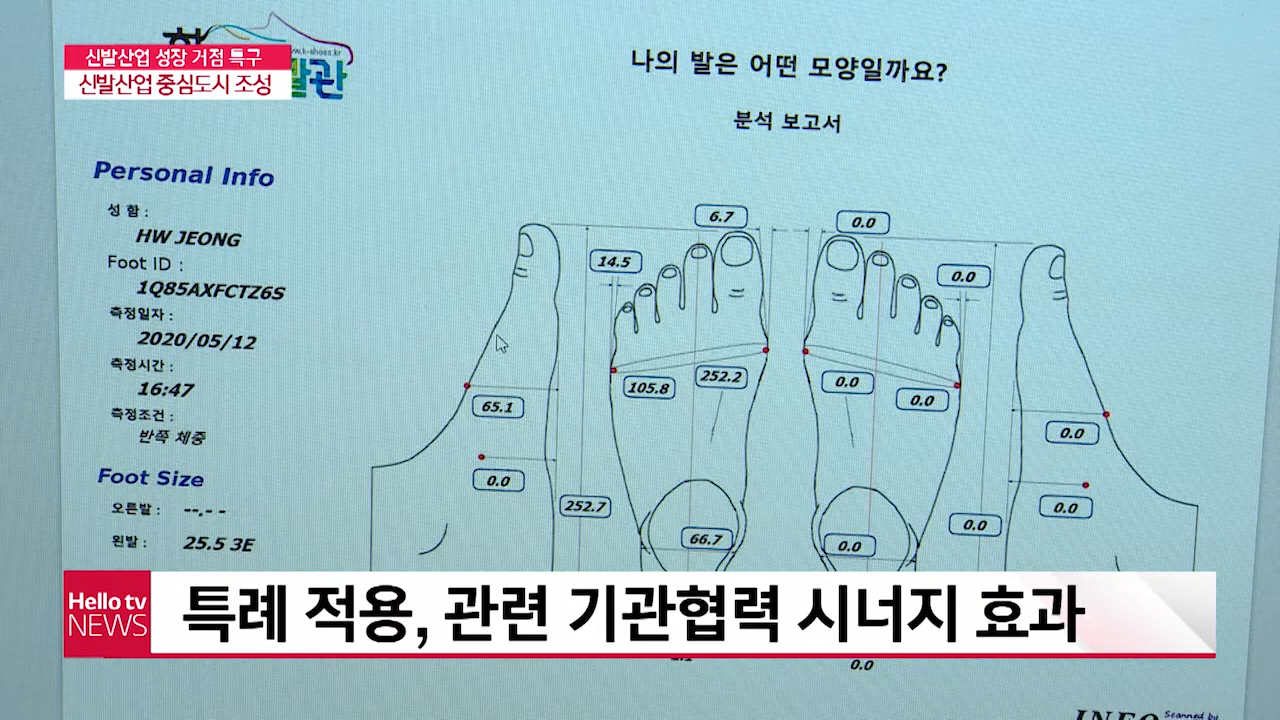 신발산업 성장 거점 특구
신발산업 중심도시 조성
www.k-shoes.kr
나의 발은 어떤 모양일까요?
분석 보고서
Personal Info
성 함 :
HW JEONG
Foot ID :
1Q85AXFCTZ6S
측정일자 :
2020/05/12
측정시간 :
16:47
측정조건 :
반쪽 체중
Foot Size
오른발 : --.- -
왼발 : 25.5 3E
6.7
0.0
14.5
0.0
105.8
252.2
0.0
0.0
65.1
0.0
0.0
0.0
252.7
66.7
0.0
0.0
Hello tv
NEWS
특례 적용, 관련 기관협력 시너지 효과
0.0
Scanned by